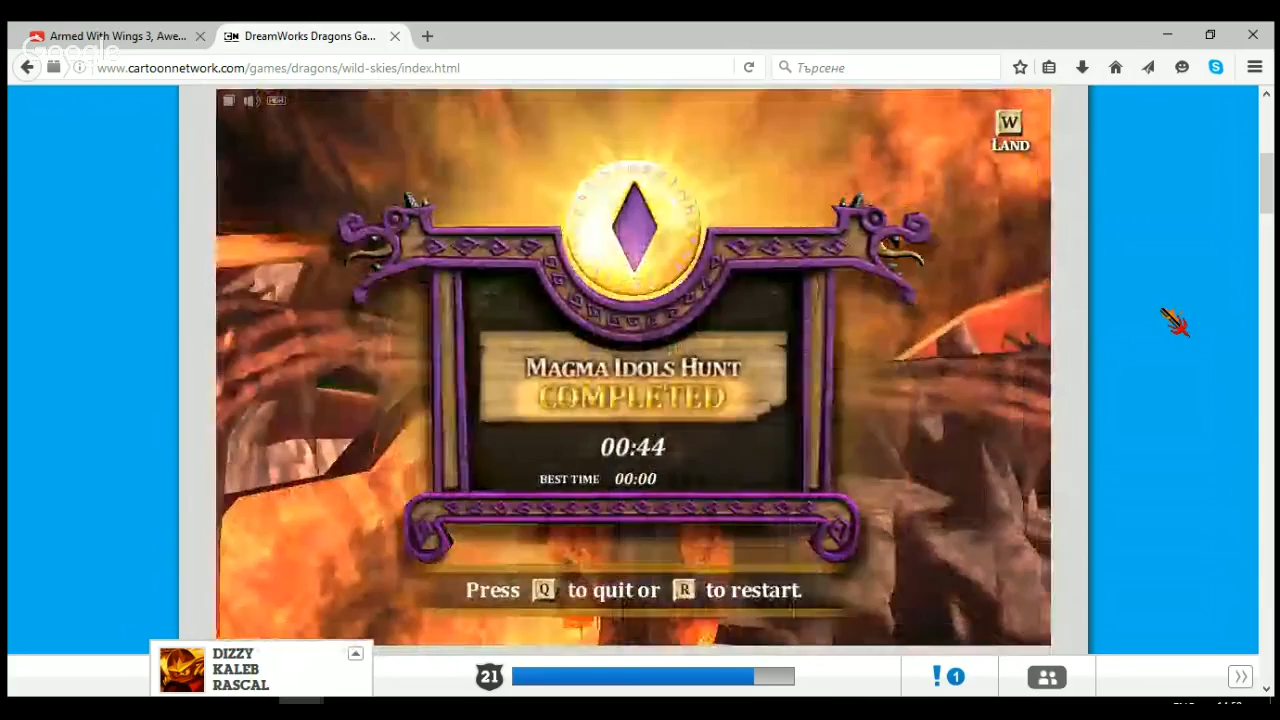 Armed With Wings 3, Awe...
DreamWorks Dragons Ga...
Google
www.cartoonnetwork.com/games/dragons/wild-skies/index.html
Търсене
W
LAND
MAGMA IDOLS HUNT
COMPLETED
00:44
BEST TIME 00:00
Press Q to quit or R to restart.
DIZZY
KALEB
RASCAL
21
! 1